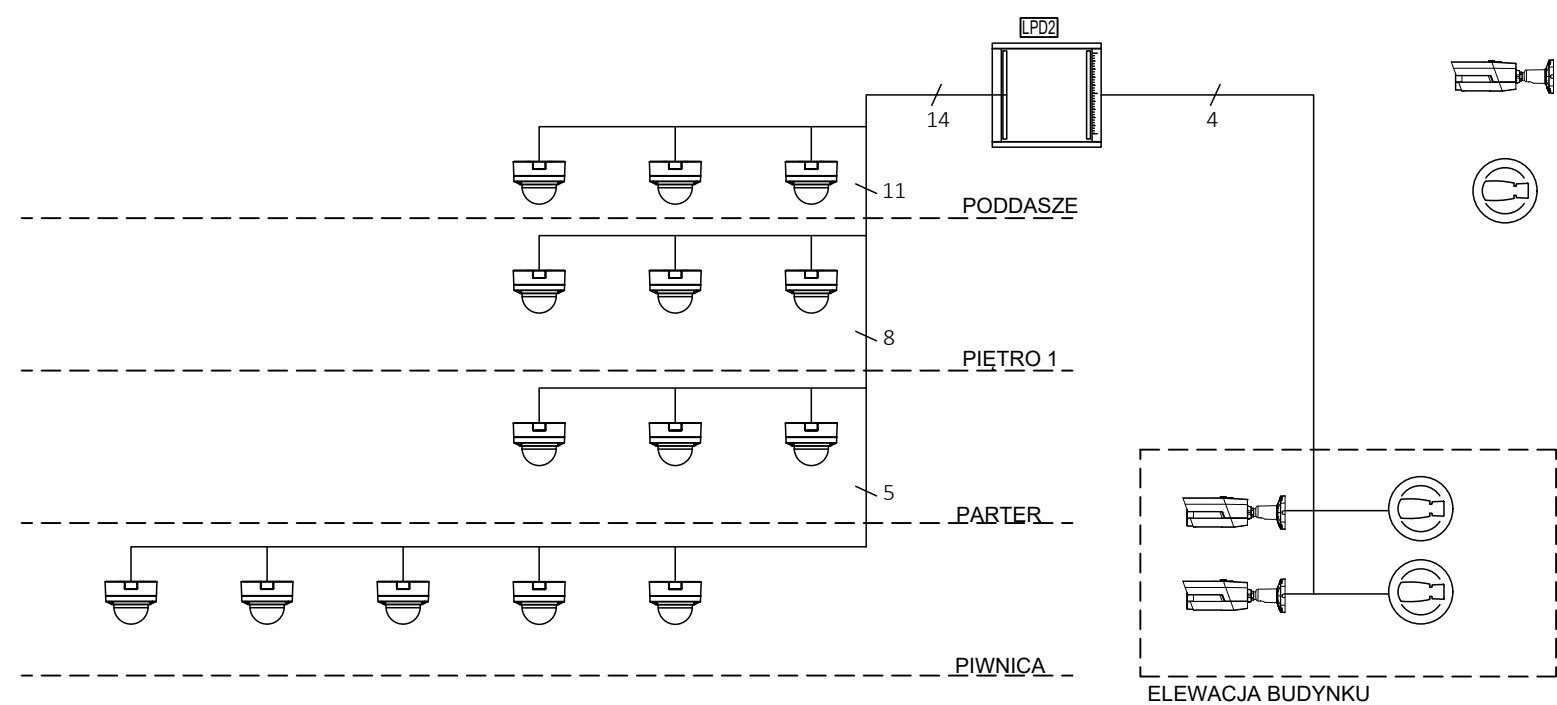 LPD2
14
4
11
PODDASZE
8
PIĘTRO 1
5
PARTER
PIWNICA
ELEWACJA BUDYNKU